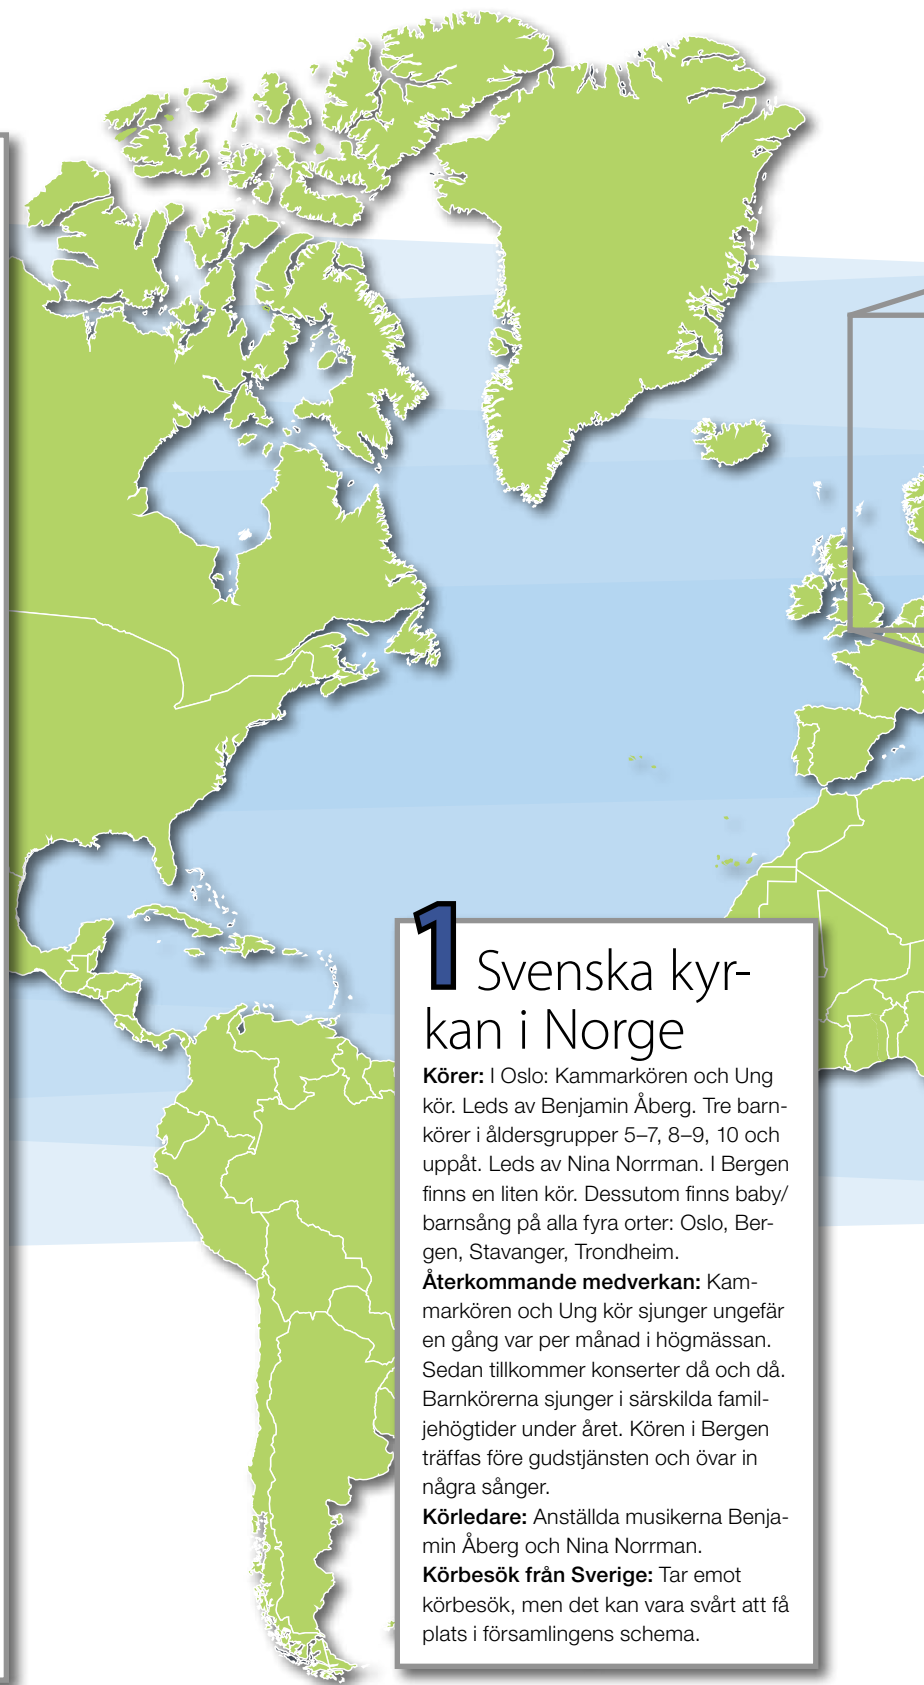 1 Svenska kyr-
kan i Norge
Körer: I Oslo: Kammarkören och Ung
kör. Leds av Benjamin Åberg. Tre barn-
körer i åldersgrupper 5–7, 8–9, 10 och
uppåt. Leds av Nina Norrman. I Bergen
finns en liten kör. Dessutom finns baby/
barnsång på alla fyra orter: Oslo, Ber-
gen, Stavanger, Trondheim.
Återkommande medverkan: Kam-
markören och Ung kör sjunger ungefär
en gång var per månad i högmässan.
Sedan tillkommer konserter då och då.
Barnkörerna sjunger i särskilda famil-
jehögtider under året. Kören i Bergen
träffas före gudstjänsten och övar in
några sånger.
Körledare: Anställda musikerna Benja-
min Åberg och Nina Norrman.
Körbesök från Sverige: Tar emot
körbesök, men det kan vara svårt att få
plats i församlingens schema.